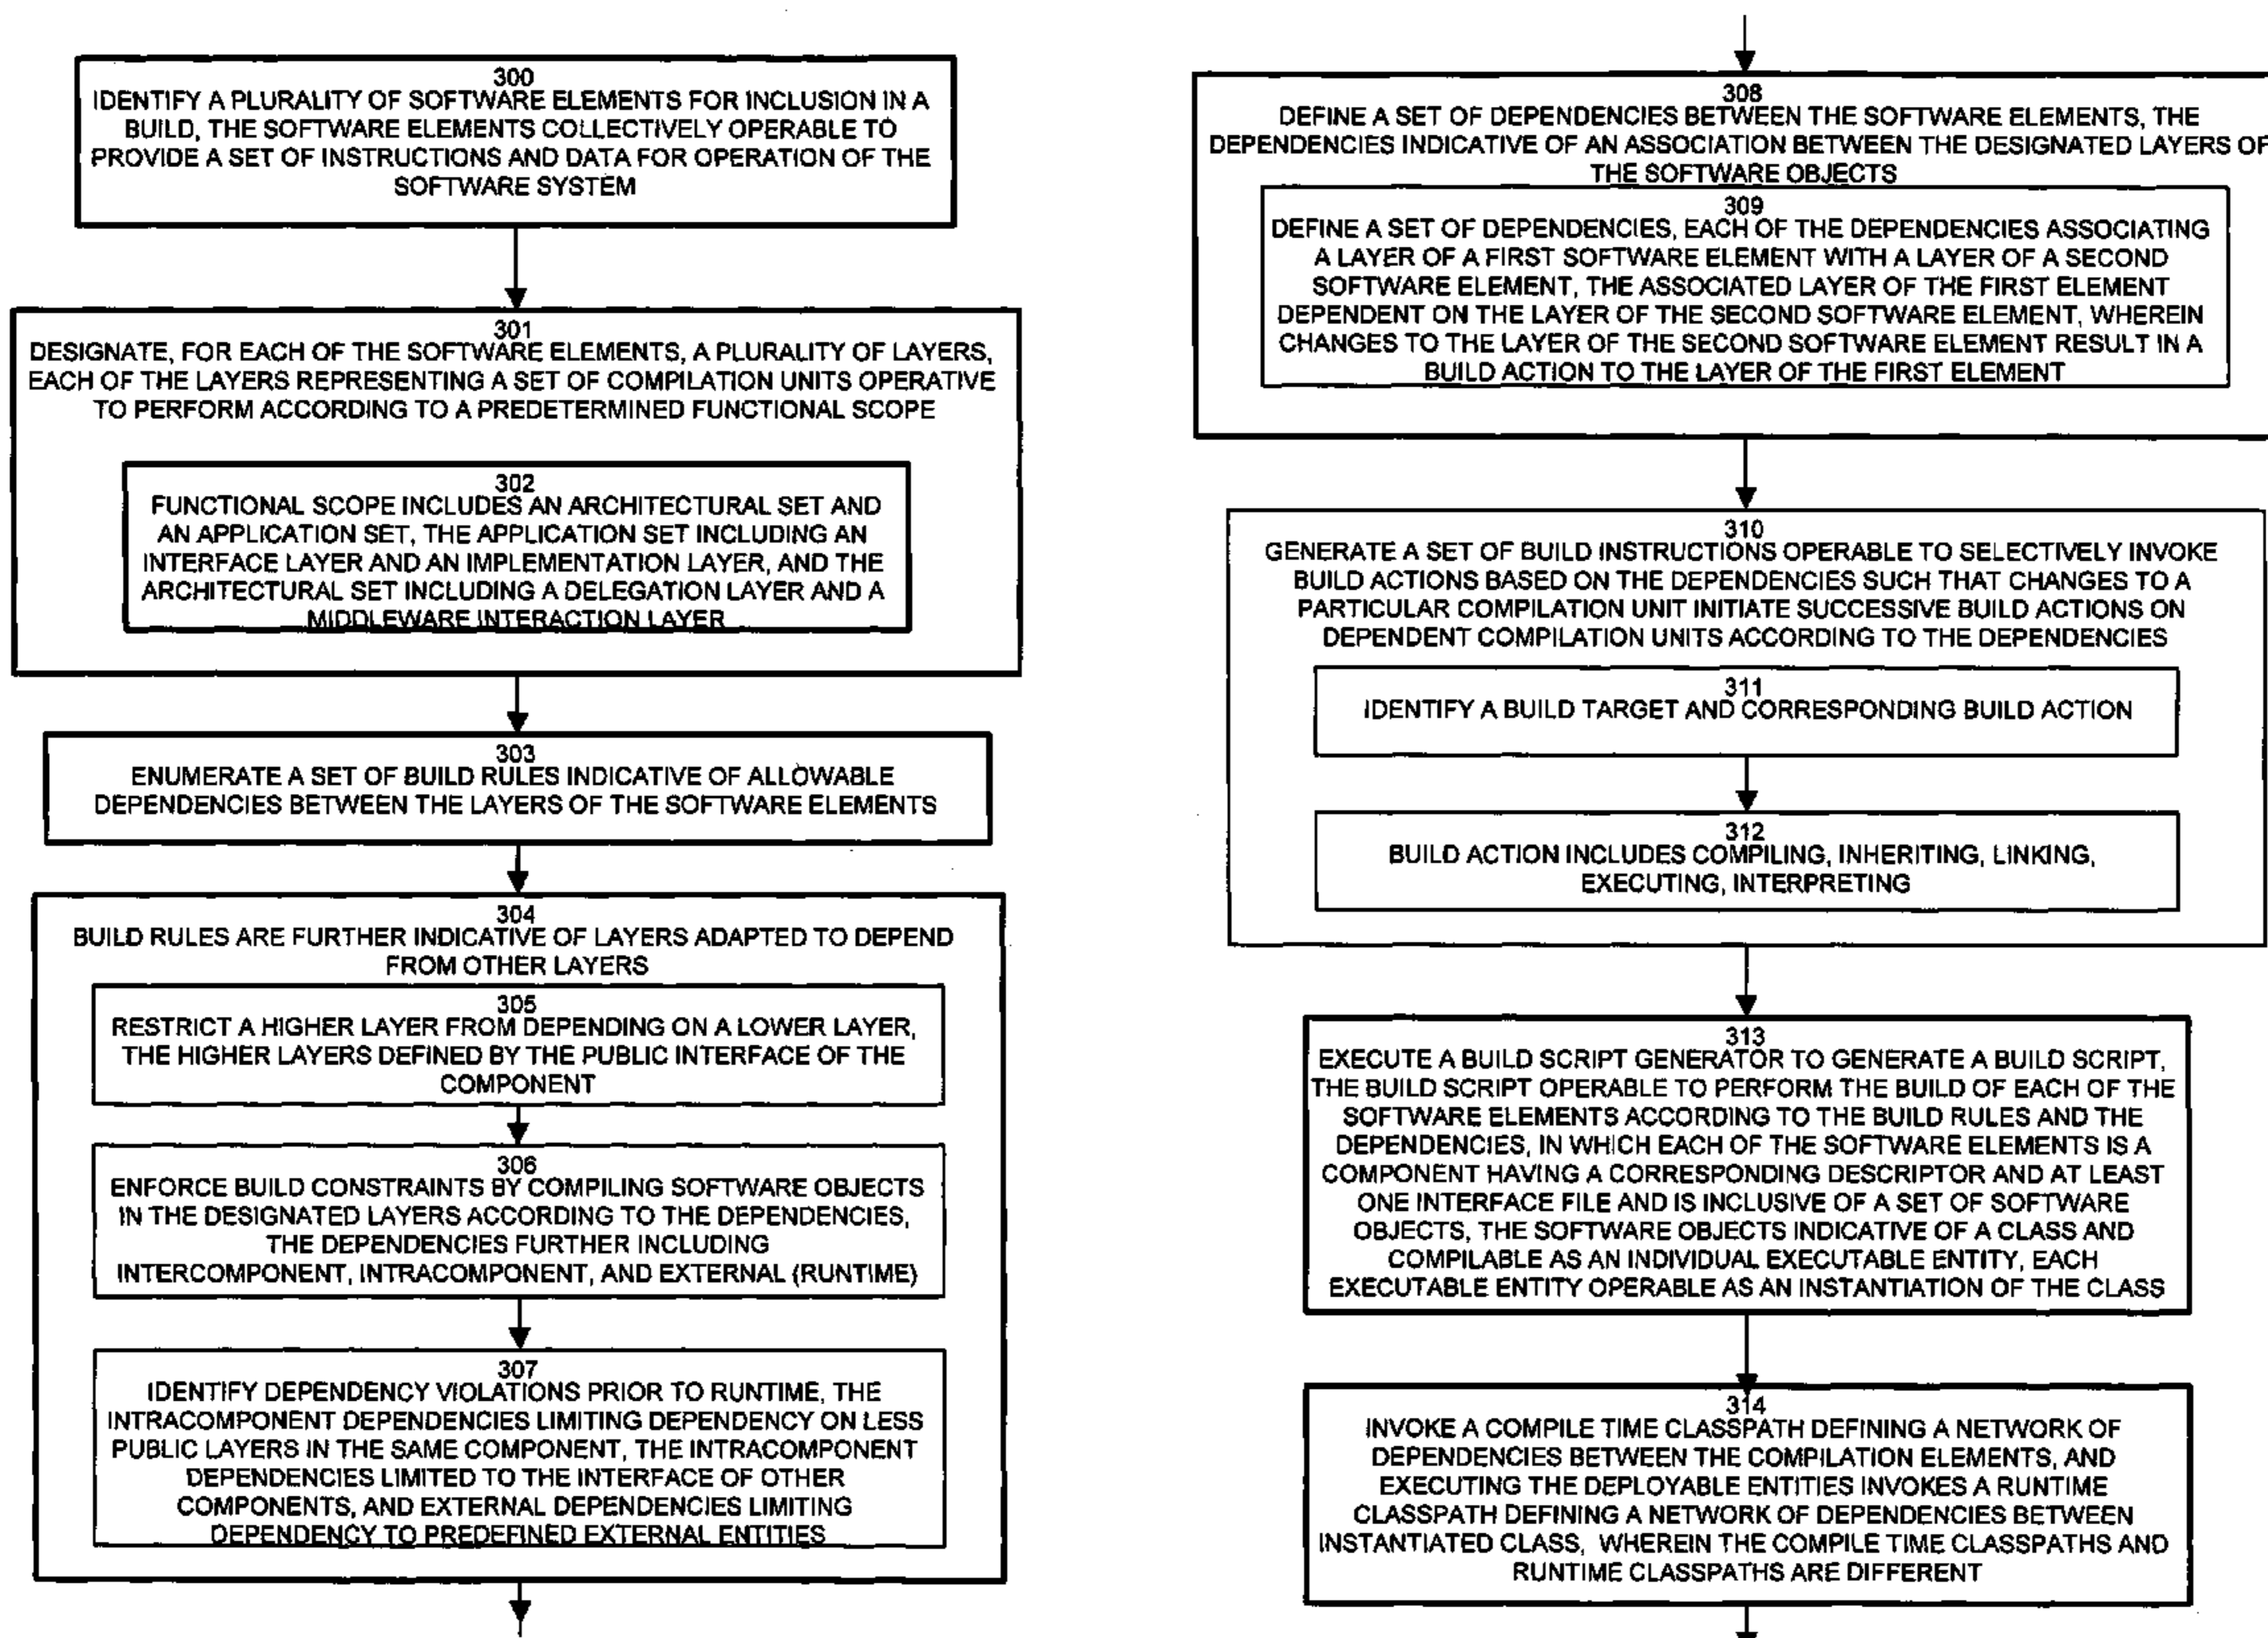 300
IDENTIFY A PLURALITY OF SOFTWARE ELEMENTS FOR INCLUSION IN A
BUILD, THE SOFTWARE ELEMENTS COLLECTIVELY OPERABLE TO
PROVIDE A SET OF INSTRUCTIONS AND DATA FOR OPERATION OF THE
SOFTWARE SYSTEM
301
DESIGNATE, FOR EACH OF THE SOFTWARE ELEMENTS, A PLURALITY OF LAYERS,
EACH OF THE LAYERS REPRESENTING A SET OF COMPILATION UNITS OPERATIVE
TO PERFORM ACCORDING TO A PREDETERMINED FUNCTIONAL SCOPE
302
FUNCTIONAL SCOPE INCLUDES AN ARCHITECTURAL SET AND
AN APPLICATION SET, THE APPLICATION SET INCLUDING AN
INTERFACE LAYER AND AN IMPLEMENTATION LAYER, AND THE
ARCHITECTURAL SET INCLUDING A DELEGATION LAYER AND A
MIDDLEWARE INTERACTION LAYER
303
ENUMERATE A SET OF BUILD RULES INDICATIVE OF ALLOWABLE
DEPENDENCIES BETWEEN THE LAYERS OF THE SOFTWARE ELEMENTS
304
BUILD RULES ARE FURTHER INDICATIVE OF LAYERS ADAPTED TO DEPEND
FROM OTHER LAYERS
305
RESTRICT A HIGHER LAYER FROM DEPENDING ON A LOWER LAYER,
THE HIGHER LAYERS DEFINED BY THE PUBLIC INTERFACE OF THE
COMPONENT
306
ENFORCE BUILD CONSTRAINTS BY COMPILING SOFTWARE OBJECTS
IN THE DESIGNATED LAYERS ACCORDING TO THE DEPENDENCIES,
THE DEPENDENCIES FURTHER INCLUDING
INTERCOMPONENT, INTRACOMPONENT, AND EXTERNAL (RUNTIME)
307
IDENTIFY DEPENDENCY VIOLATIONS PRIOR TO RUNTIME, THE
INTRACOMPONENT DEPENDENCIES LIMITING DEPENDENCY ON LESS
PUBLIC LAYERS IN THE SAME COMPONENT, THE INTRACOMPONENT
DEPENDENCIES LIMITED TO THE INTERFACE OF OTHER
COMPONENTS, AND EXTERNAL DEPENDENCIES LIMITING
DEPENDENCY TO PREDEFINED EXTERNAL ENTITIES
308
DEFINE A SET OF DEPENDENCIES BETWEEN THE SOFTWARE ELEMENTS, THE
DEPENDENCIES INDICATIVE OF AN ASSOCIATION BETWEEN THE DESIGNATED LAYERS OF
THE SOFTWARE OBJECTS
309
DEFINE A SET OF DEPENDENCIES, EACH OF THE DEPENDENCIES ASSOCIATING
A LAYER OF A FIRST SOFTWARE ELEMENT WITH A LAYER OF A SECOND
SOFTWARE ELEMENT, THE ASSOCIATED LAYER OF THE FIRST ELEMENT
DEPENDENT ON THE LAYER OF THE SECOND SOFTWARE ELEMENT, WHEREIN
CHANGES TO THE LAYER OF THE SECOND SOFTWARE ELEMENT RESULT IN A
BUILD ACTION TO THE LAYER OF THE FIRST ELEMENT
310
GENERATE A SET OF BUILD INSTRUCTIONS OPERABLE TO SELECTIVELY INVOKE
BUILD ACTIONS BASED ON THE DEPENDENCIES SUCH THAT CHANGES TO A
PARTICULAR COMPILATION UNIT INITIATE SUCCESSIVE BUILD ACTIONS ON
DEPENDENT COMPILATION UNITS ACCORDING TO THE DEPENDENCIES
311
IDENTIFY A BUILD TARGET AND CORRESPONDING BUILD ACTION
312
BUILD ACTION INCLUDES COMPILING, INHERITING, LINKING,
EXECUTING, INTERPRETING
313
EXECUTE A BUILD SCRIPT GENERATOR TO GENERATE A BUILD SCRIPT,
THE BUILD SCRIPT OPERABLE TO PERFORM THE BUILD OF EACH OF THE
SOFTWARE ELEMENTS ACCORDING TO THE BUILD RULES AND THE
DEPENDENCIES, IN WHICH EACH OF THE SOFTWARE ELEMENTS IS A
COMPONENT HAVING A CORRESPONDING DESCRIPTOR AND AT LEAST
ONE INTERFACE FILE AND IS INCLUSIVE OF A SET OF SOFTWARE
OBJECTS, THE SOFTWARE OBJECTS INDICATIVE OF A CLASS AND
COMPILABLE AS AN INDIVIDUAL EXECUTABLE ENTITY, EACH
EXECUTABLE ENTITY OPERABLE AS AN INSTANTIATION OF THE CLASS
314
INVOKE A COMPILE TIME CLASSPATH DEFINING A NETWORK OF
DEPENDENCIES BETWEEN THE COMPILATION ELEMENTS, AND
EXECUTING THE DEPLOYABLE ENTITIES INVOKES A RUNTIME
CLASSPATH DEFINING A NETWORK OF DEPENDENCIES BETWEEN
INSTANTIATED CLASS, WHEREIN THE COMPILE TIME CLASSPATHS AND
RUNTIME CLASSPATHS ARE DIFFERENT